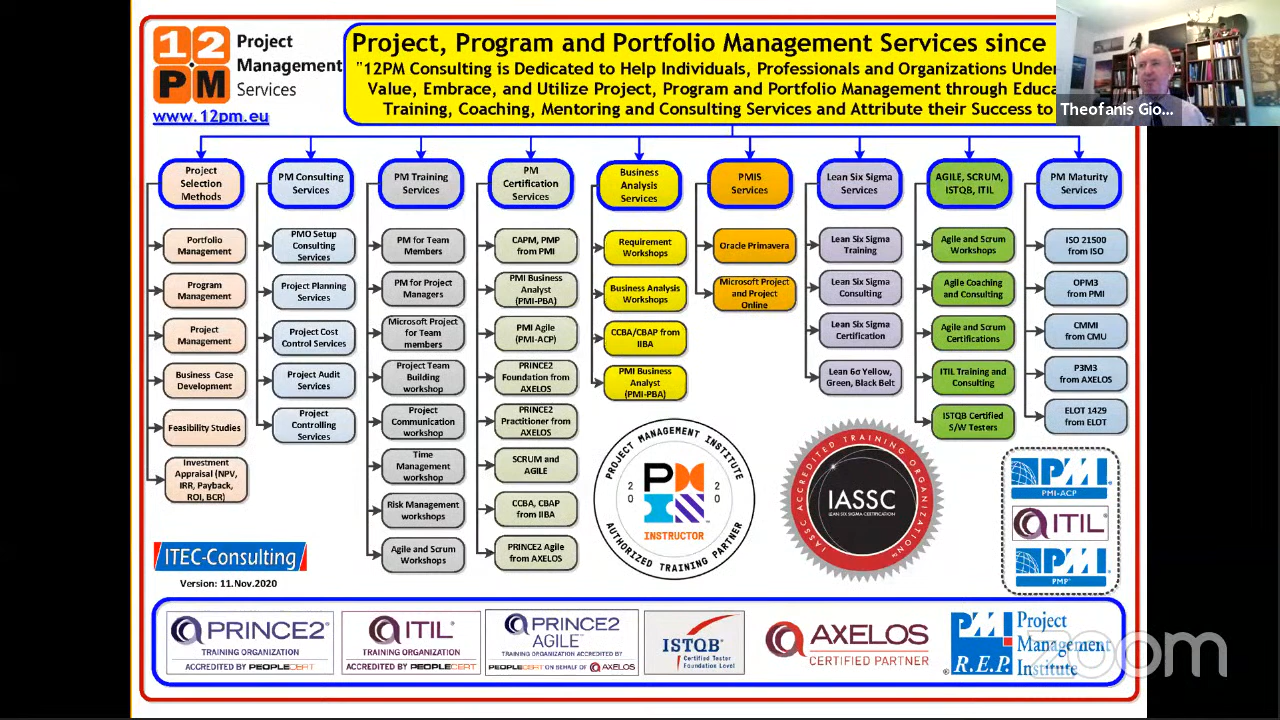 12
PM
Project
Management
Services
www.12pm.eu
Project, Program and Portfolio Management Services since
"12PM Consulting is Dedicated to Help Individuals, Professionals and Organizations Under
Value, Embrace, and Utilize Project, Program and Portfolio Management through Educa
Training, Coaching, Mentoring and Consulting Services and Attribute their Success to
Theofanis Gio...
Project
Selection
Methods
Portfolio
Management
Program
Management
Project
Management
Business Case
Development
Feasibility Studies
Investment
Appraisal (NPV,
IRR, Payback,
ROI, BCR)
PM Consulting
Services
PMO Setup
Consulting
Services
Project Planning
Services
Project Cost
Control Services
Project Audit
Services
Project
Controlling
Services
PM Training
Services
PM for Team
Members
PM for Project
Managers
Microsoft Project
for Team
members
Project Team
Building
workshop
Project
Communication
workshop
Time
Management
workshop
Risk Management
workshops
Agile and Scrum
Workshops
PM
Certification
Services
CAPM, PMP
from PMI
PMI Business
Analyst
(PMI-PBA)
PMI Agile
(PMI-ACP)
PRINCE2
Foundation from
AXELOS
PRINCE2
Practitioner from
AXELOS
SCRUM and
AGILE
CCBA, CBAP
from IIBA
PRINCE2 Agile
from AXELOS
Business
Analysis
Services
Requirement
Workshops
Business Analysis
Workshops
CCBA/CBAP from
IIBA
PMI Business
Analyst
(PMI-PBA)
PMIS
Services
Oracle Primavera
Microsoft Project
and Project
Online
Lean Six Sigma
Services
Lean Six Sigma
Training
Lean Six Sigma
Consulting
Lean Six Sigma
Certification
Lean 6σ Yellow,
Green, Black Belt
AGILE, SCRUM,
ISTQB, ITIL
Agile and Scrum
Workshops
Agile Coaching
and Consulting
Agile and Scrum
Certifications
ITIL Training and
Consulting
ISTQB Certified
S/W Testers
PM Maturity
Services
ISO 21500
from ISO
OPM3
from PMI
CMMI
from CMU
P3M3
from AXELOS
ELOT 1429
from ELOT
PROJECT MANAGEMENT INSTITUTE
20 20
INSTRUCTOR
AUTHORIZED TRAINING PARTNER
IASSC ACCREDITED TRAINING ORGANIZATION
IASSC
LEAN SIX SIGMA CERTIFICATION
PMI
PMI-ACP
ITIL
PMI
PMP
ITEC-Consulting
Version: 11.Nov.2020
PRINCE2
TRAINING ORGANIZATION
ACCREDITED BY PEOPLECERT
ITIL
TRAINING ORGANIZATION
ACCREDITED BY PEOPLECERT
PRINCE2
AGILE
TRAINING ORGANIZATION ACCREDITED BY
PEOPLECERT ON BEHALF OF AXELOS
ISTQB
Certified Tester
Foundation Level
AXELOS
CERTIFIED PARTNER
PMI
R.E.P.
Project
Management
Institute
zoom